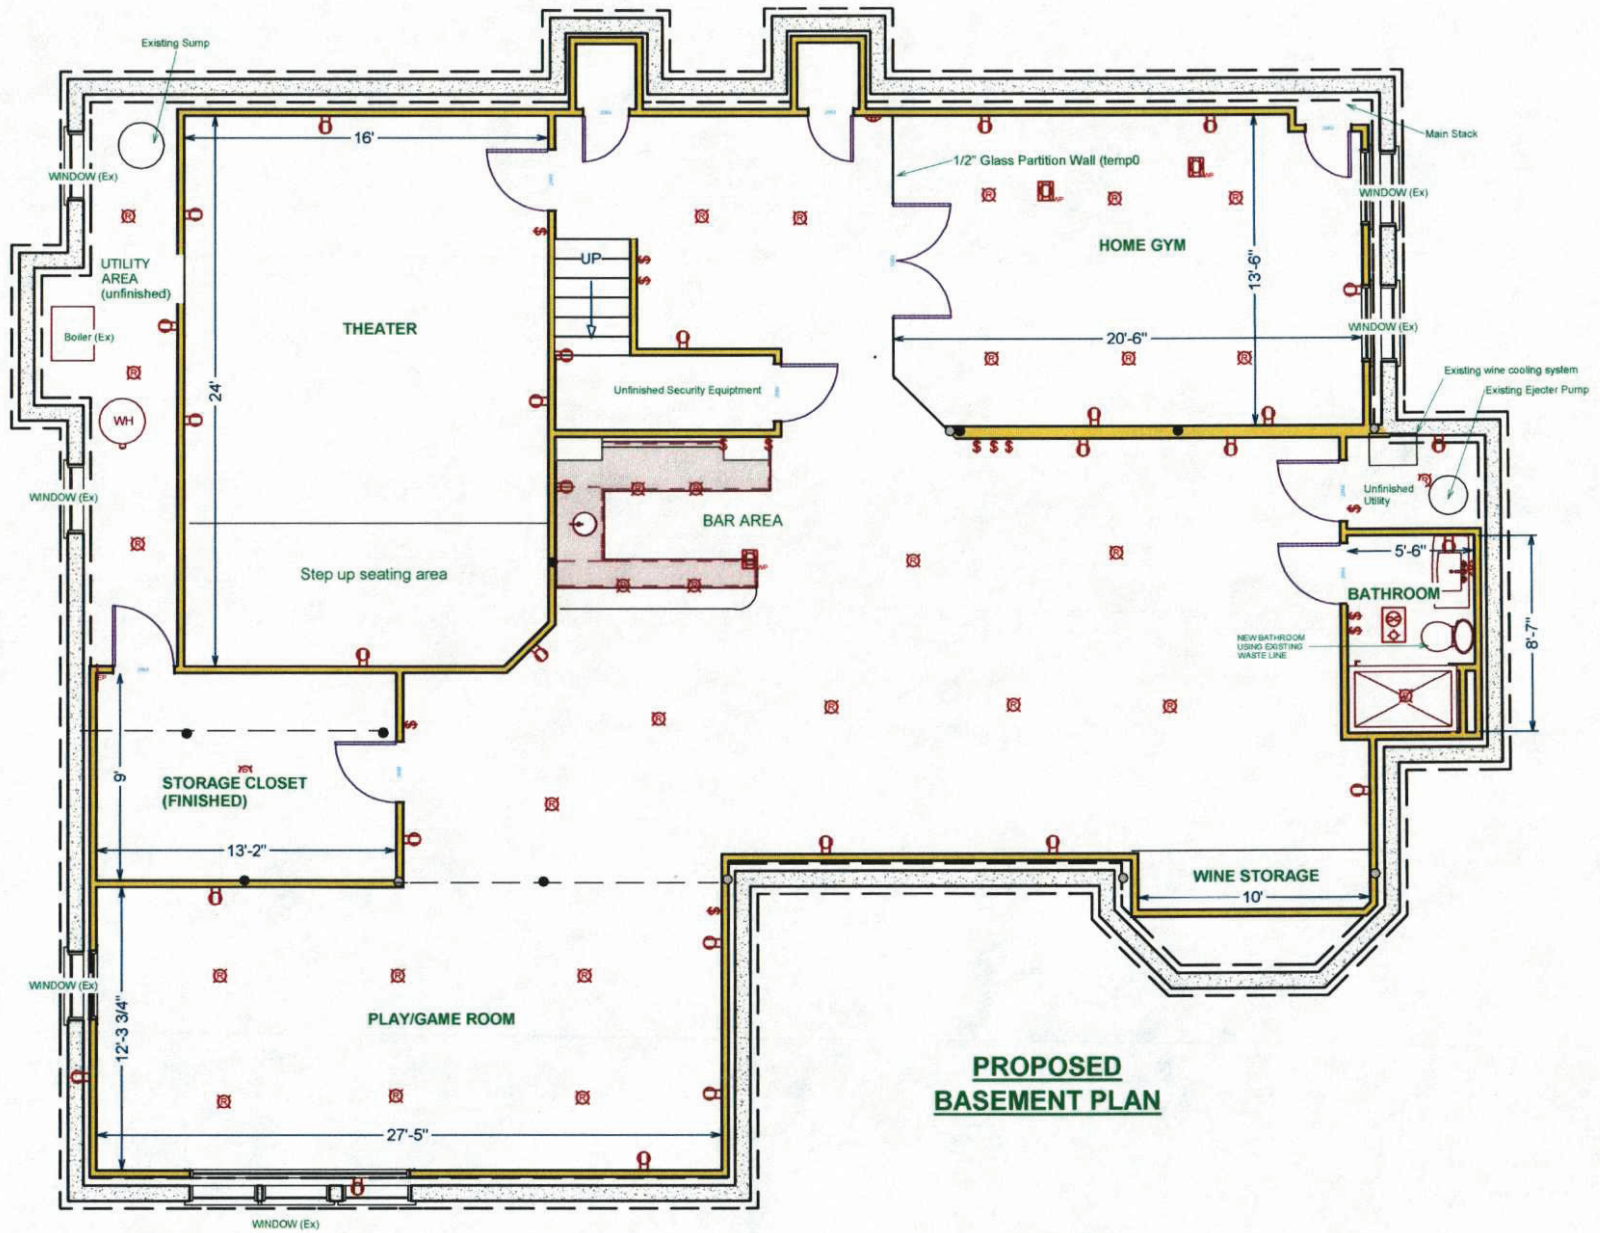 Existing Sump
16'
1/2" Glass Partition Wall (temp0
Main Stack
WINDOW (Ex)
WINDOW (Ex)
UTILITY
AREA
(unfinished)
UP
HOME GYM
13'-6"
Boiler (Ex)
THEATER
24'
20'-6"
WINDOW (Ex)
Unfinished Security Equiptment
Existing wine cooling system
Existing Ejecter Pump
WH
WINDOW (Ex)
Unfinished
Utility
BAR AREA
5'-6"
Step up seating area
BATHROOM
NEW BATHROOM
USING EXISTING
WASTE LINE
8'-7"
9'
STORAGE CLOSET
(FINISHED)
13'-2"
WINE STORAGE
10'
WINDOW (Ex)
12'-3 3/4"
PLAY/GAME ROOM
PROPOSED
BASEMENT PLAN
27'-5"
WINDOW (Ex)